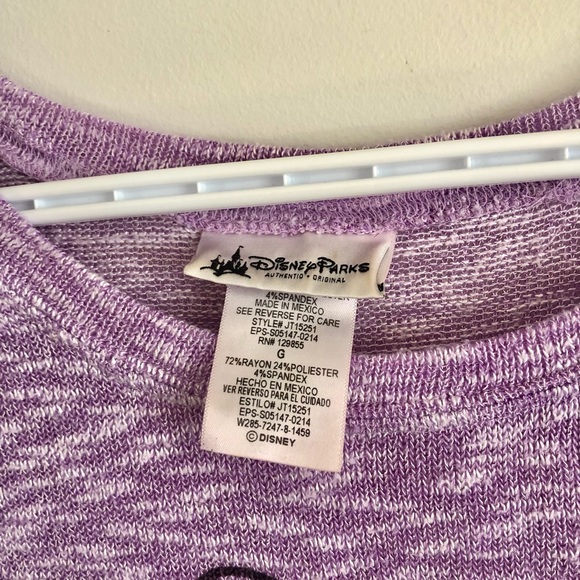 DISNEY PARKS
AUTHENTIC • ORIGINAL
4%SPANDEX
MADE IN MEXICO
SEE REVERSE FOR CARE
STYLE# JT15251
EPS-S05147-0214
RN# 129855
G
72%RAYON 24%POLIESTER
4%SPANDEX
HECHO EN MEXICO
VER REVERSO PARA EL CUIDADO
ESTILO# JT15251
EPS-S05147-0214
W285-7247-8-1459
©DISNEY